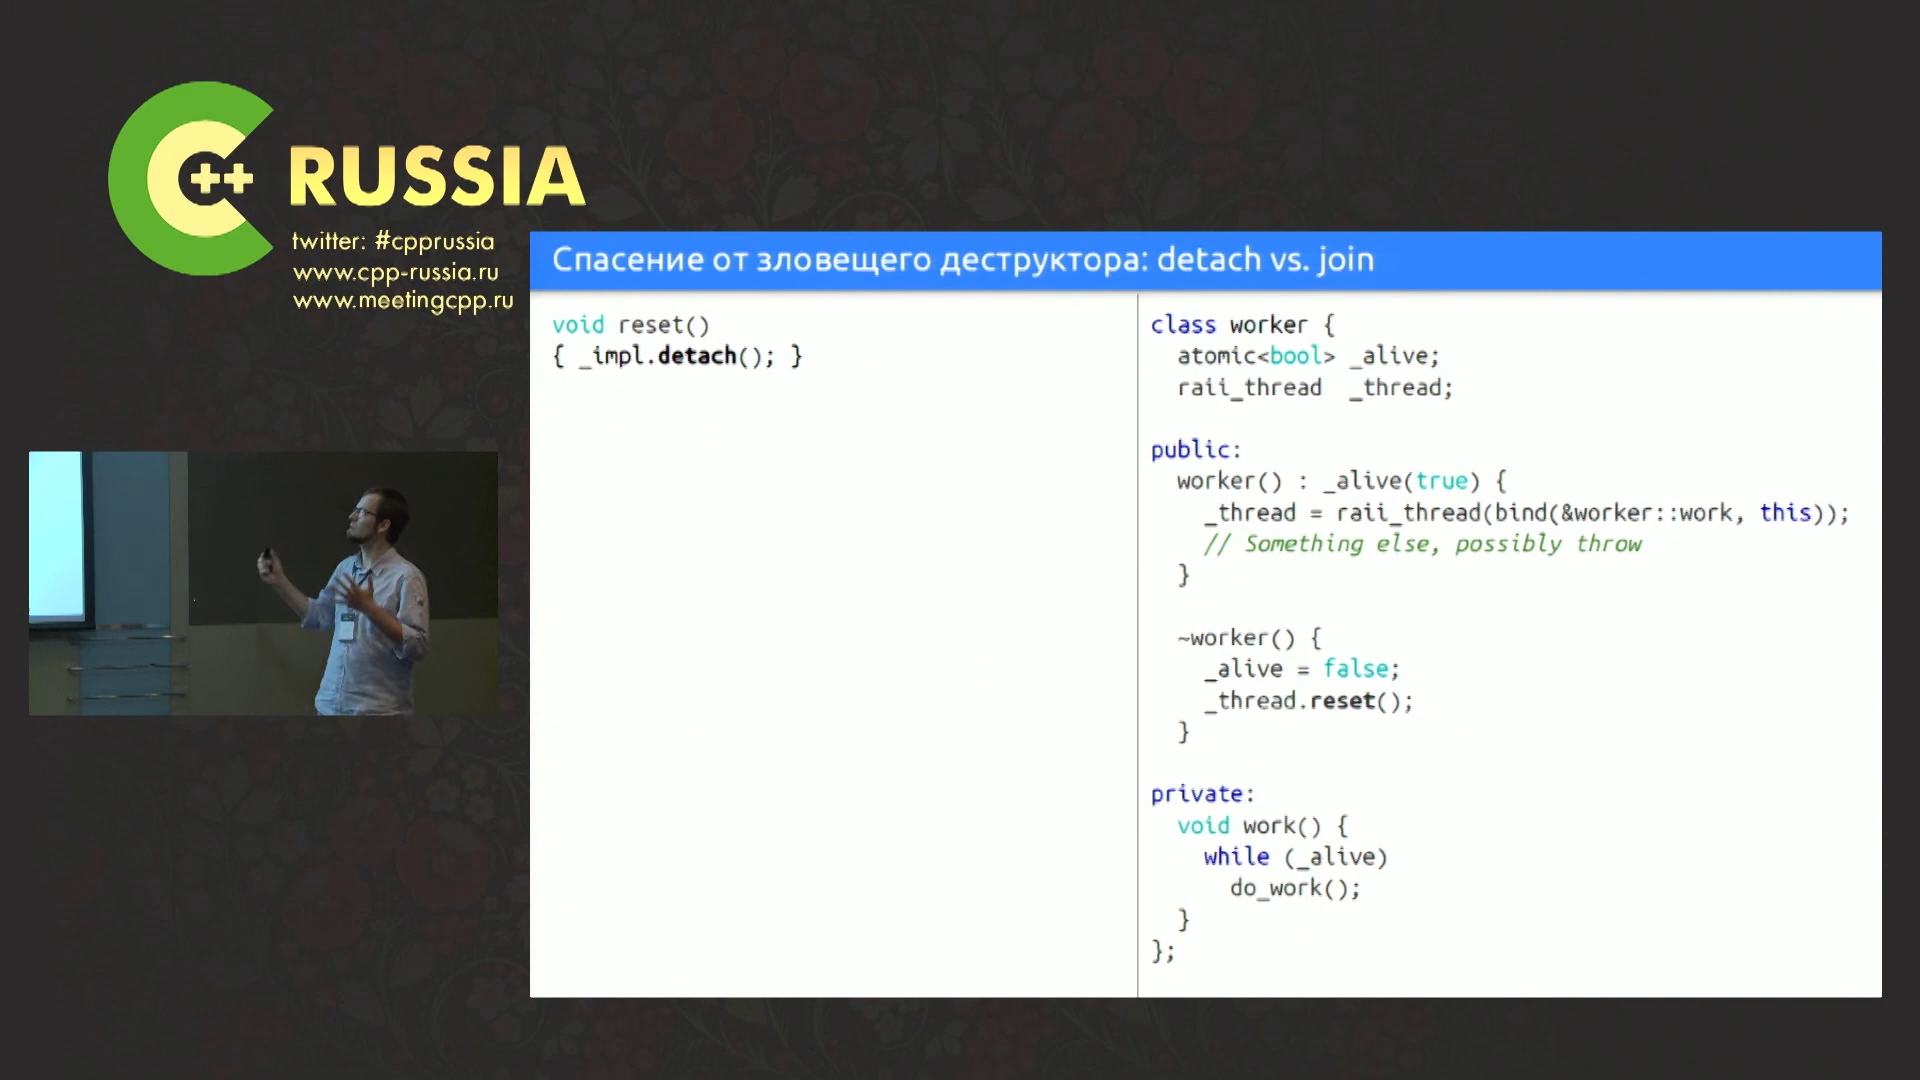 C++ RUSSIA
twitter: #cpprussia
www.cpp-russia.ru
www.meetingcpp.ru
Спасение от зловещего деструктора: detach vs. join
void reset()
{ _impl.detach(); }
class worker {
atomic<bool> _alive;
raii_thread _thread;
public:
worker() : _alive(true) {
_thread = raii_thread(bind(&worker::work, this));
// Something else, possibly throw
}
~worker() {
_alive = false;
_thread.reset();
}
private:
void work() {
while (_alive)
do_work();
}
};